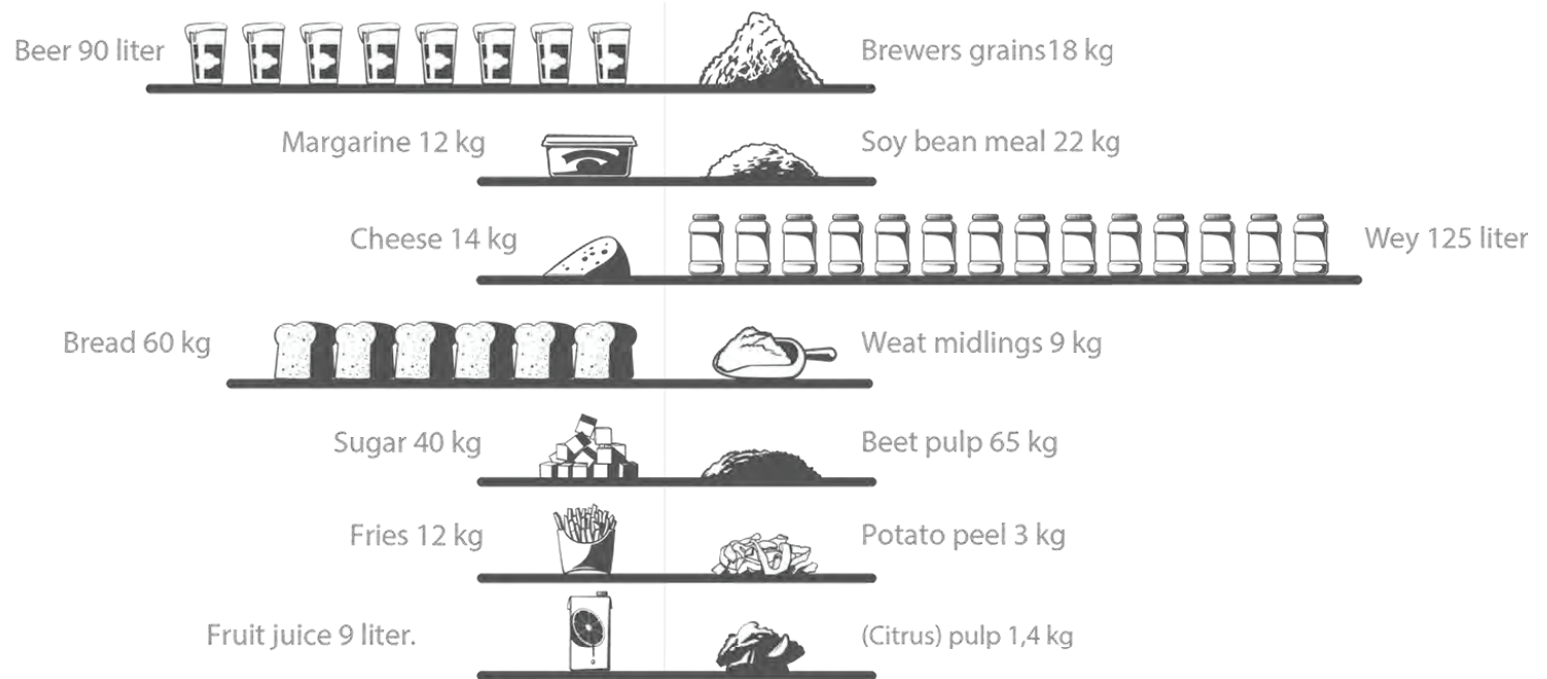 Beer 90 liter
Brewers grains18 kg
Margarine 12 kg
Soy bean meal 22 kg
Cheese 14 kg
Wey 125 liter
Bread 60 kg
Weat midlings 9 kg
Sugar 40 kg
Beet pulp 65 kg
Fries 12 kg
Potato peel 3 kg
Fruit juice 9 liter.
(Citrus) pulp 1,4 kg